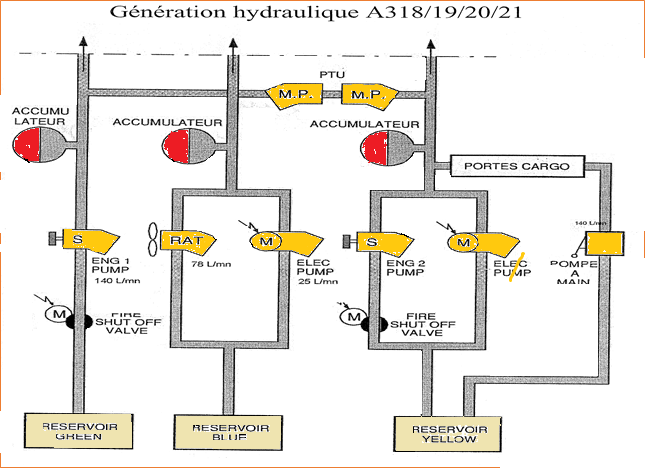 Génération hydraulique A318/19/20/21
PTU
M.P.
M.P.
ACCUMU
LATEUR
ACCUMULATEUR
ACCUMULATEUR
PORTES CARGO
140 L/mn
S
RAT
M
S
M
ENG 1
PUMP
140 L/mn
78 L/mn
ELEC
PUMP
25 L/mn
ENG 2
PUMP
ELEC
PUMP
POMPE
A
MAIN
M
FIRE
SHUT OFF
VALVE
M
FIRE
SHUT OFF
VALVE
RESERVOIR
GREEN
RESERVOIR
BLUE
RESERVOIR
YELLOW